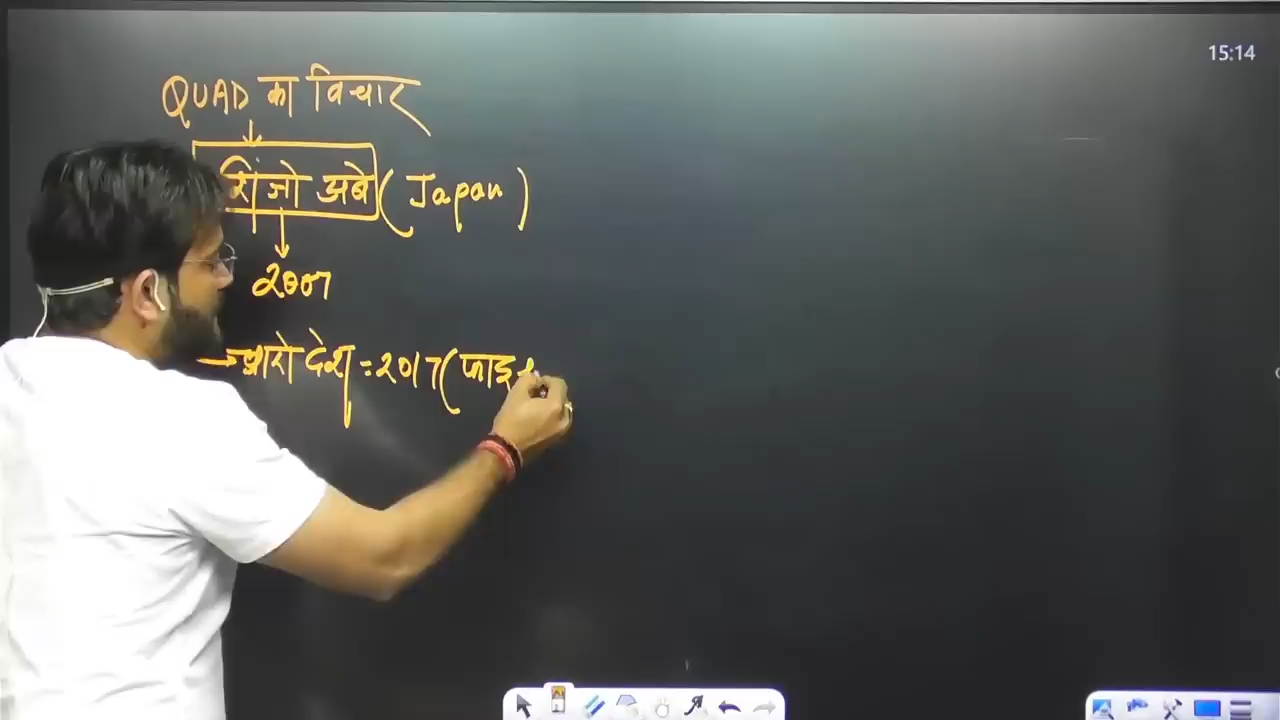 15:14
QUAD का विचार
शिंजो अबे (Japan)
2007
→ चारो देश = 2017 (फाइ